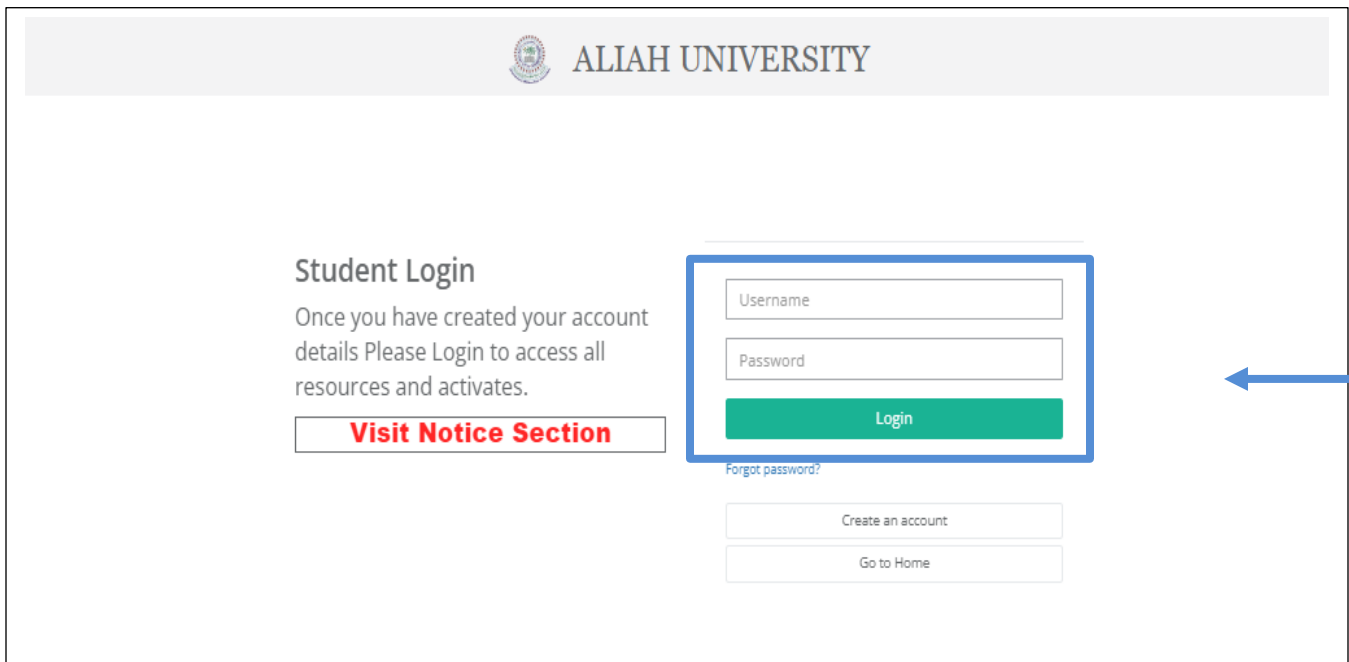 ALIAH UNIVERSITY
Student Login
Once you have created your account
details Please Login to access all
resources and activates.
Visit Notice Section
Username
Password
Login
Forgot password?
Create an account
Go to Home